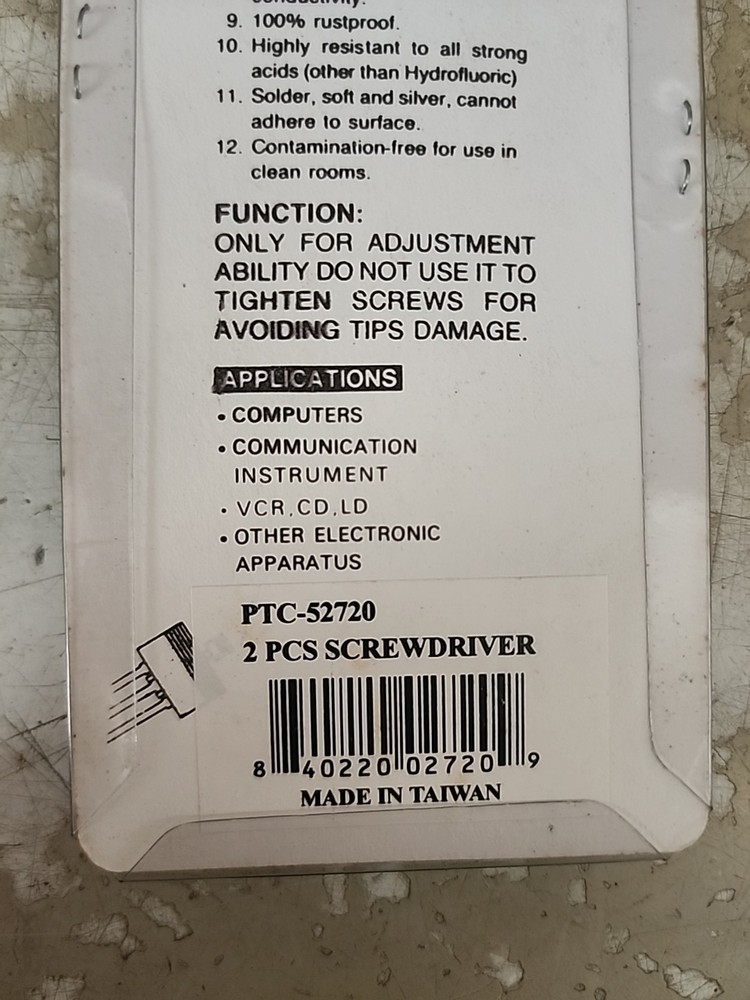 conductivity.
9. 100% rustproof.
10. Highly resistant to all strong
acids (other than Hydrofluoric)
11. Solder, soft and silver, cannot
adhere to surface.
12. Contamination-free for use in
clean rooms.
FUNCTION:
ONLY FOR ADJUSTMENT
ABILITY DO NOT USE IT TO
TIGHTEN SCREWS FOR
AVOIDING TIPS DAMAGE.
APPLICATIONS
• COMPUTERS
• COMMUNICATION
INSTRUMENT
• VCR,CD,LD
• OTHER ELECTRONIC
APPARATUS
PTC-52720
2 PCS SCREWDRIVER
8 40220 02720 9
MADE IN TAIWAN